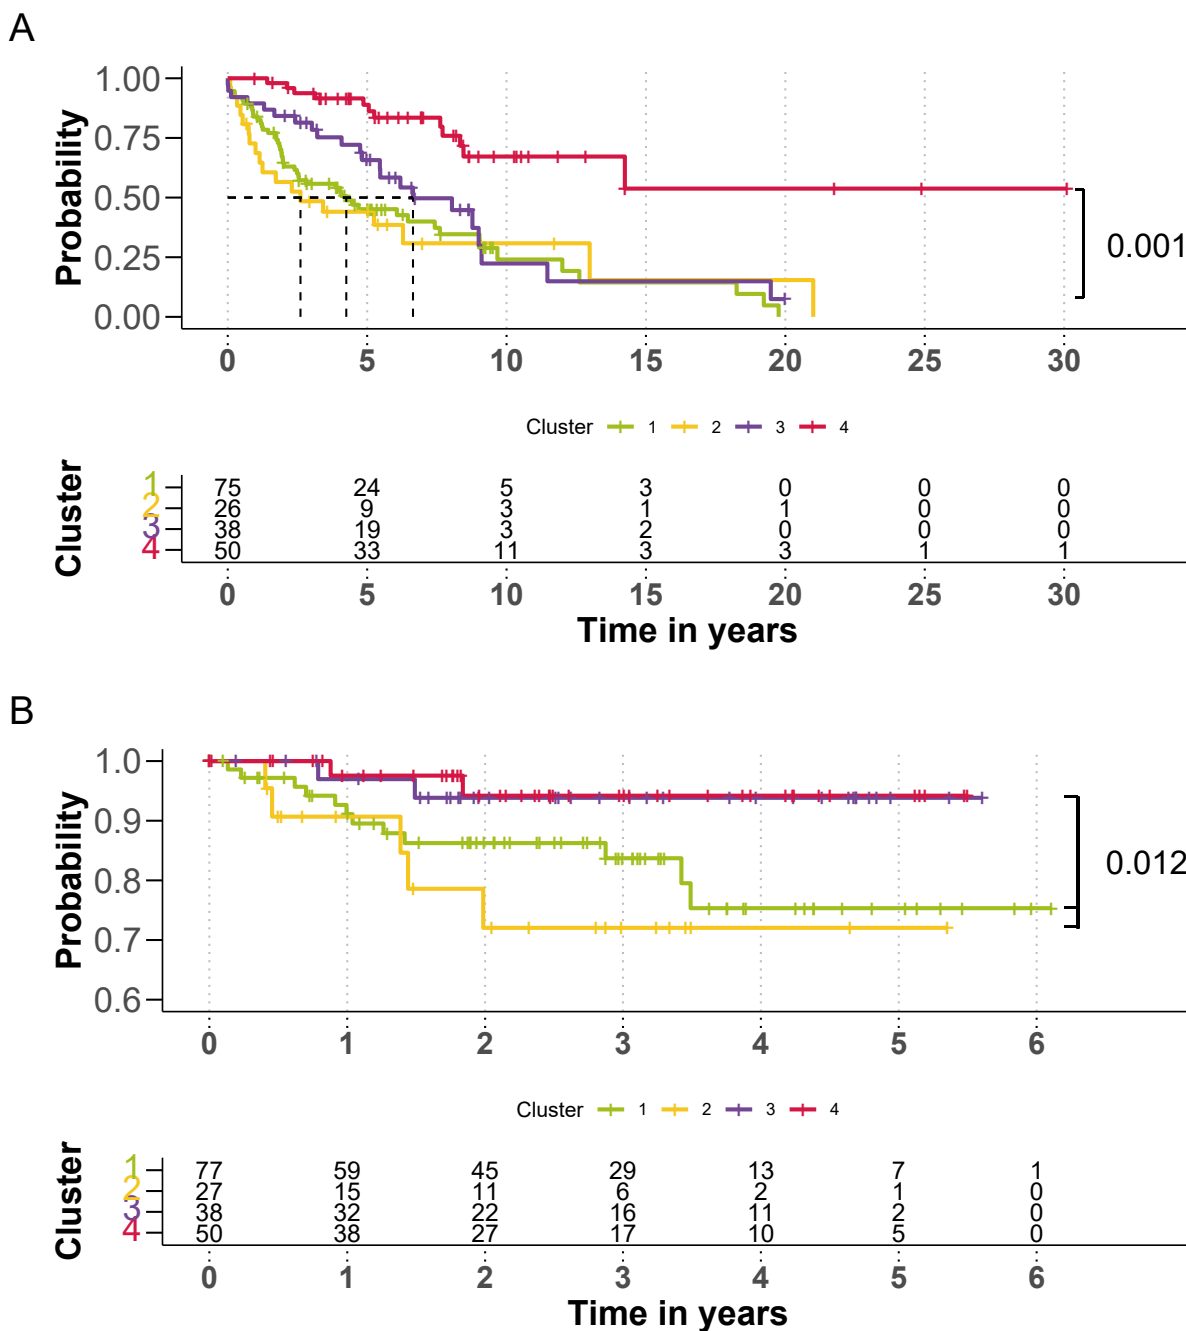 A
Probability
1.00
0.75
0.50
0.25
0.00
0.001
0 5 10 15 20 25 30
Cluster 1 2 3 4
Cluster
1 75 24 5 3 0 0 0
2 26 9 3 1 1 0 0
3 38 19 3 2 0 0 0
4 50 33 11 3 3 1 1
0 5 10 15 20 25 30
Time in years
B
Probability
1.0
0.9
0.8
0.7
0.6
0.012
0 1 2 3 4 5 6
Cluster 1 2 3 4
Cluster
1 77 59 45 29 13 7 1
2 27 15 11 6 2 1 0
3 38 32 22 16 11 2 0
4 50 38 27 17 10 5 0
0 1 2 3 4 5 6
Time in years